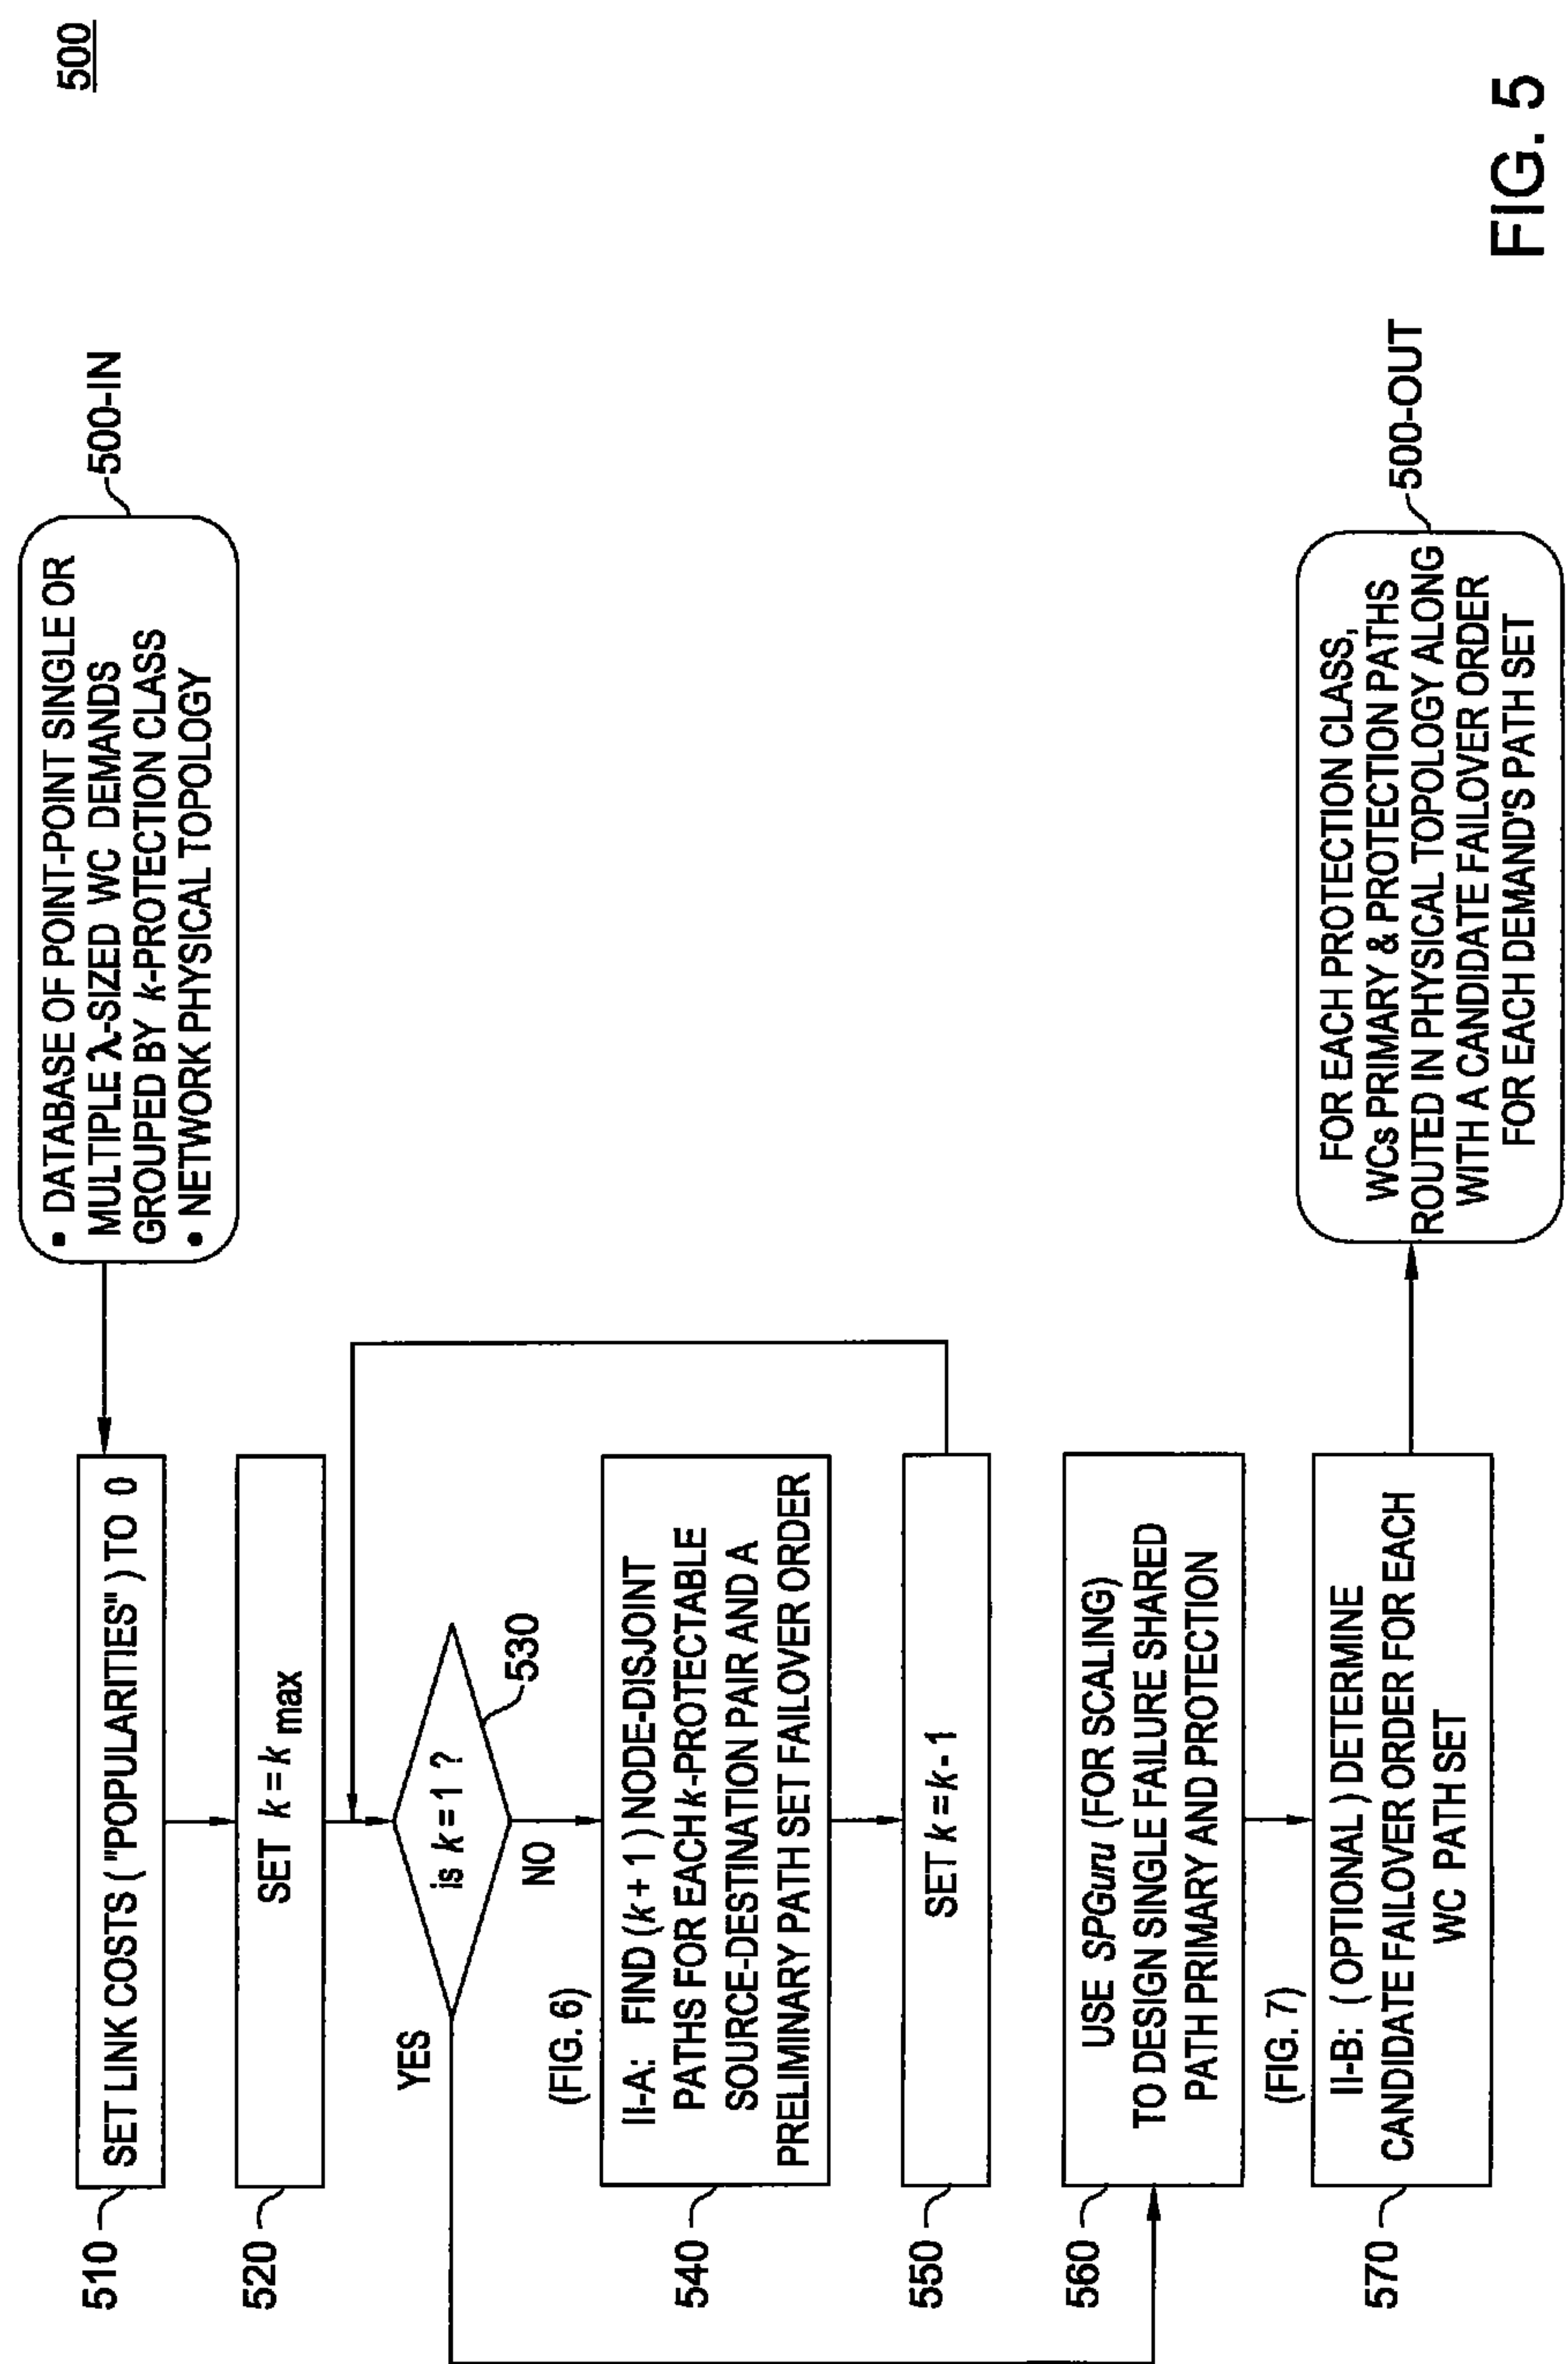 500
• DATABASE OF POINT-POINT SINGLE OR
MULTIPLE λ-SIZED WC DEMANDS
GROUPED BY k-PROTECTION CLASS
• NETWORK PHYSICAL TOPOLOGY
500-IN
510
SET LINK COSTS ("POPULARITIES") TO 0
520
SET k = k max
is k = 1 ?
530
YES
NO
(FIG. 6)
540
II-A: FIND (k + 1) NODE-DISJOINT
PATHS FOR EACH k-PROTECTABLE
SOURCE-DESTINATION PAIR AND A
PRELIMINARY PATH SET FAILOVER ORDER
550
SET k = k-1
560
USE SPGuru (FOR SCALING)
TO DESIGN SINGLE FAILURE SHARED
PATH PRIMARY AND PROTECTION
(FIG. 7)
570
II-B: (OPTIONAL) DETERMINE
CANDIDATE FAILOVER ORDER FOR EACH
WC PATH SET
FOR EACH PROTECTION CLASS,
WCs PRIMARY & PROTECTION PATHS
ROUTED IN PHYSICAL TOPOLOGY ALONG
WITH A CANDIDATE FAILOVER ORDER
FOR EACH DEMAND'S PATH SET
500-OUT
FIG. 5